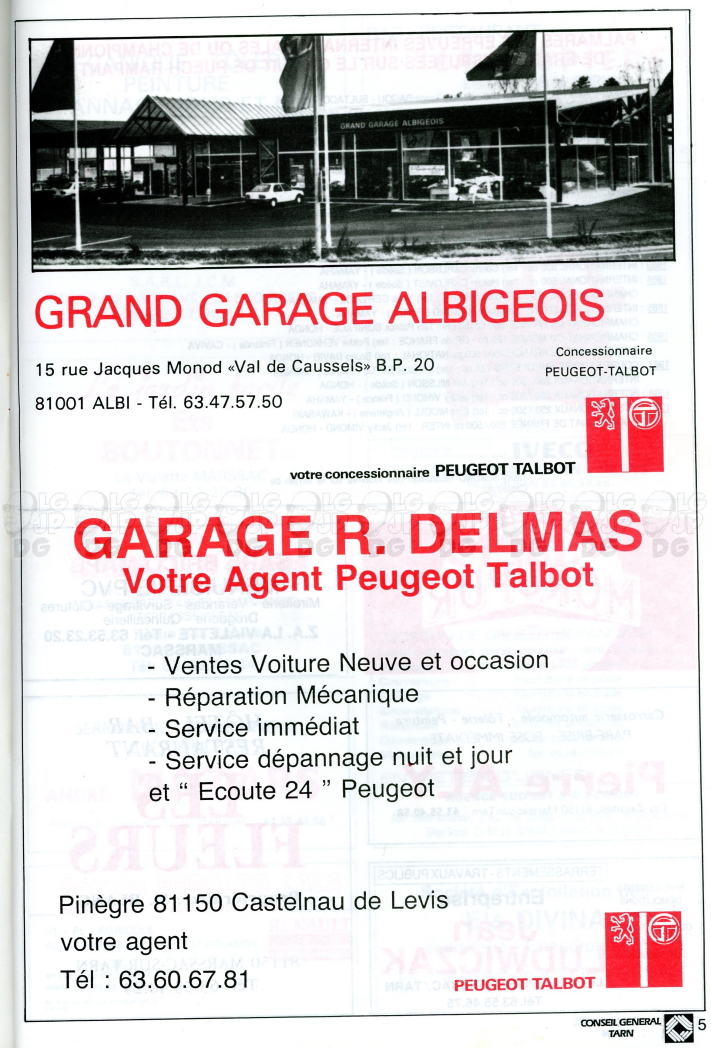 GRAND GARAGE ALBIGEOIS
GRAND GARAGE ALBIGEOIS
15 rue Jacques Monod «Val de Caussels» B.P. 20
81001 ALBI - Tél. 63.47.57.50
Concessionnaire
PEUGEOT-TALBOT
votre concessionnaire PEUGEOT TALBOT
GARAGE R. DELMAS
Votre Agent Peugeot Talbot
- Ventes Voiture Neuve et occasion
- Réparation Mécanique
- Service immédiat
- Service dépannage nuit et jour
et “ Ecoute 24 ” Peugeot
Pinègre 81150 Castelnau de Levis
votre agent
Tél : 63.60.67.81
PEUGEOT TALBOT
CONSEIL GENERAL
TARN
5